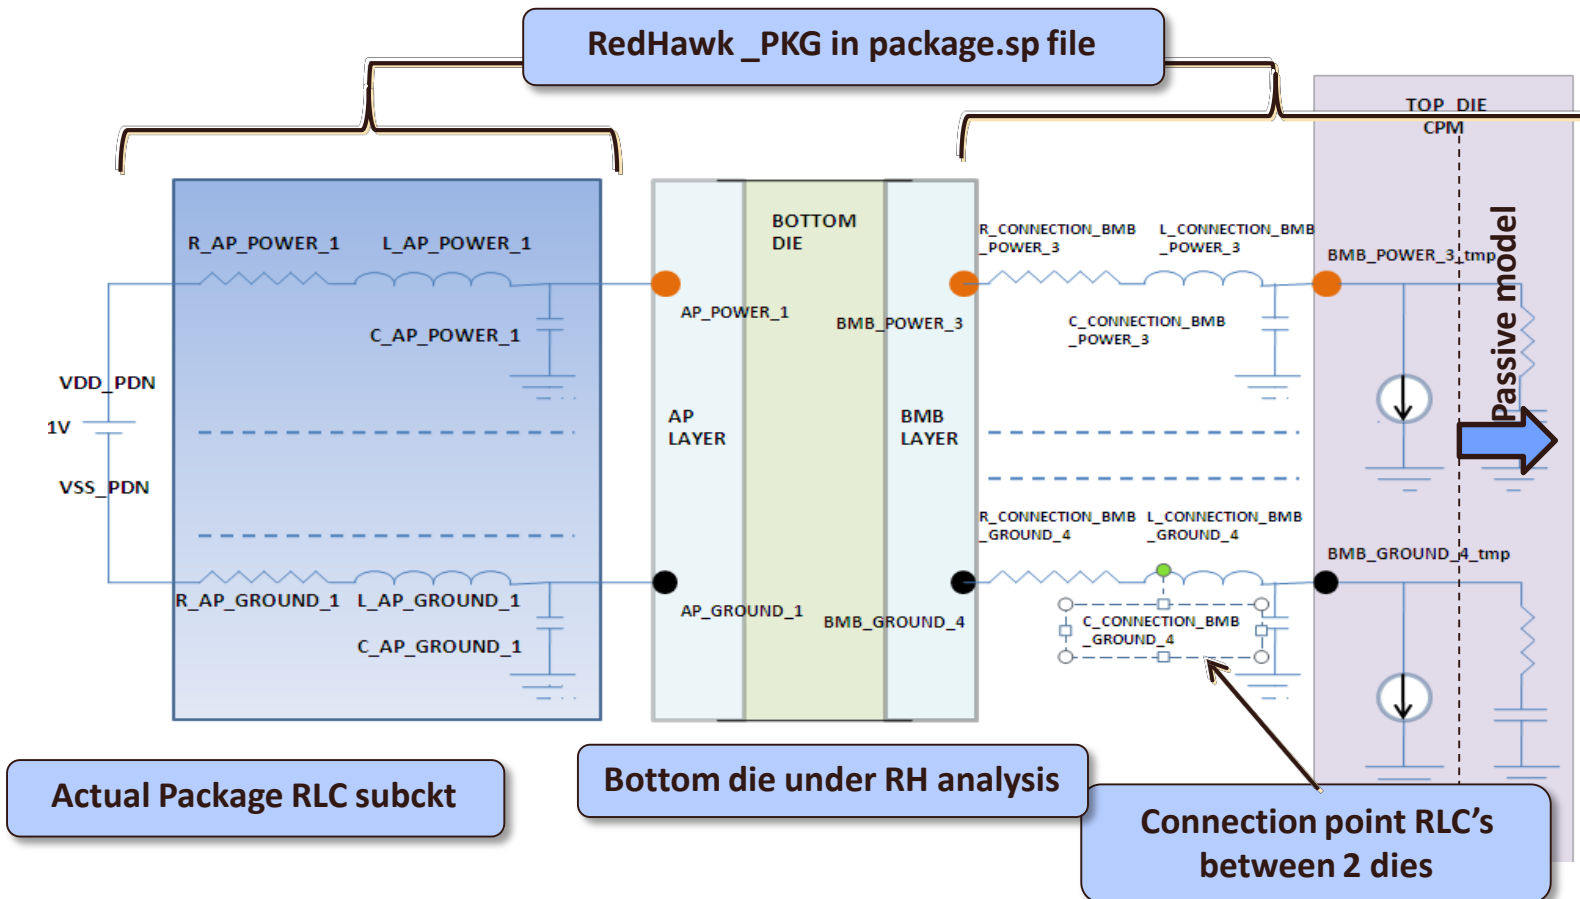 RedHawk _PKG in package.sp file
TOP DIE
CPM
BOTTOM
DIE
R_AP_POWER_1
L_AP_POWER_1
C_AP_POWER_1
VDD_PDN
1V
VSS_PDN
R_AP_GROUND_1
L_AP_GROUND_1
C_AP_GROUND_1
AP_POWER_1
AP
LAYER
AP_GROUND_1
BMB_POWER_3
BMB
LAYER
BMB_GROUND_4
R_CONNECTION_BMB
_POWER_3
L_CONNECTION_BMB
_POWER_3
C_CONNECTION_BMB
_POWER_3
R_CONNECTION_BMB
_GROUND_4
L_CONNECTION_BMB
_GROUND_4
C_CONNECTION_BMB
_GROUND_4
BMB_POWER_3_tmp
Passive model
BMB_GROUND_4_tmp
Actual Package RLC subckt
Bottom die under RH analysis
Connection point RLC’s
between 2 dies